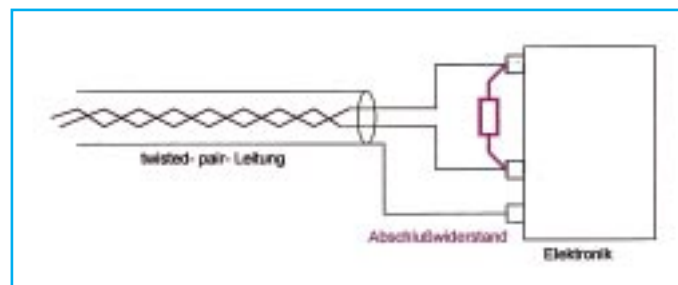 twisted- pair- Leitung
Abschlußwiderstand
Elektronik